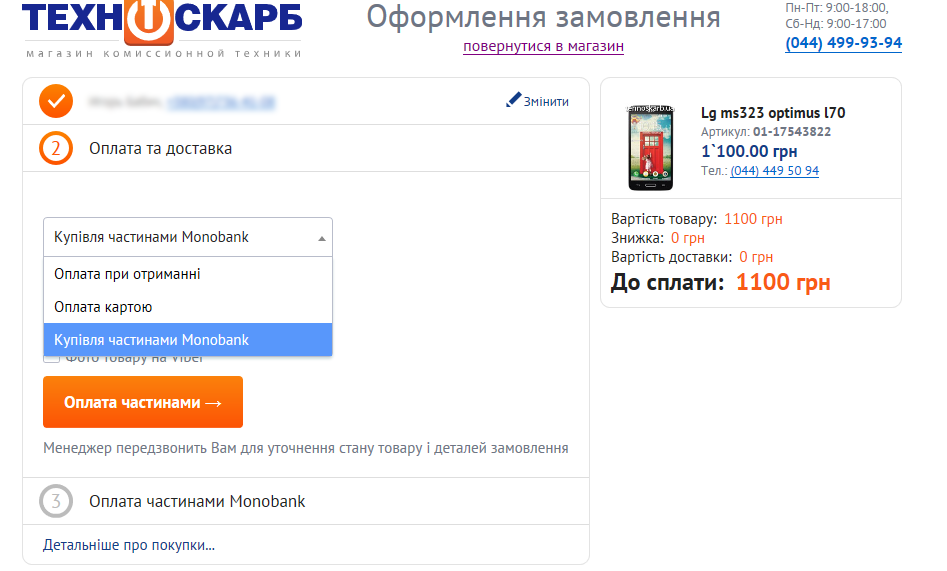 ТЕХНОСКАРБ
магазин комиссионной техники
Оформлення замовлення
повернутися в магазин
Пн-Пт: 9:00-18:00,
Сб-Нд: 9:00-17:00
(044) 499-93-94
Змінити
2 Оплата та доставка
Купівля частинами Monobank
Оплата при отриманні
Оплата картою
Купівля частинами Monobank
Фото товару на Viber
Оплата частинами →
Менеджер передзвонить Вам для уточнення стану товару і деталей замовлення
3 Оплата частинами Monobank
Детальніше про покупки...
Lg ms323 optimus l70
Артикул: 01-17543822
1`100.00 грн
Тел.: (044) 449 50 94
Вартість товару: 1100 грн
Знижка: 0 грн
Вартість доставки: 0 грн
До сплати: 1100 грн